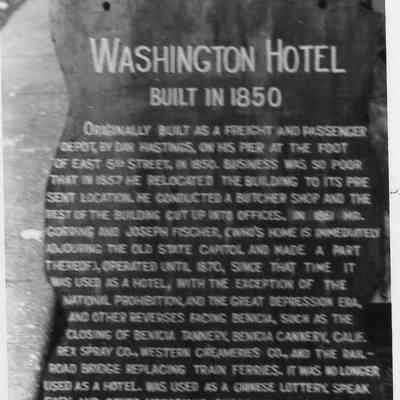 WASHINGTON HOTEL
BUILT IN 1850
ORIGINALLY BUILT AS A FREIGHT AND PASSENGER
DEPOT, BY DAN HASTINGS, ON HIS PIER AT THE FOOT
OF EAST 5TH STREET, IN 1850. BUSINESS WAS SO POOR
THAT IN 1857 HE RELOCATED THE BUILDING TO ITS PRE
SENT LOCATION. HE CONDUCTED A BUTCHER SHOP AND THE
REST OF THE BUILDING CUT UP INTO OFFICES. IN 1861 MR.
GORRING AND JOSEPH FISCHER, (WHO'S HOME IS IMMEDIATELY
ADJOURING THE OLD STATE CAPITOL AND MADE A PART
THEREOF), OPERATED UNTIL 1870, SINCE THAT TIME IT
WAS USED AS A HOTEL, WITH THE EXCEPTION OF THE
NATIONAL PROHIBITION, AND THE GREAT DEPRESSION ERA,
AND OTHER REVERSES FACING BENICIA, SUCH AS THE
CLOSING OF BENICIA TANNERY, BENICIA CANNERY, CALIF.
REX SPRAY CO., WESTERN CREAMERIES CO., AND THE RAIL-
ROAD BRIDGE REPLACING TRAIN FERRIES. IT WAS NO LONGER
USED AS A HOTEL. WAS USED AS A CHINESE LOTTERY, SPEAK